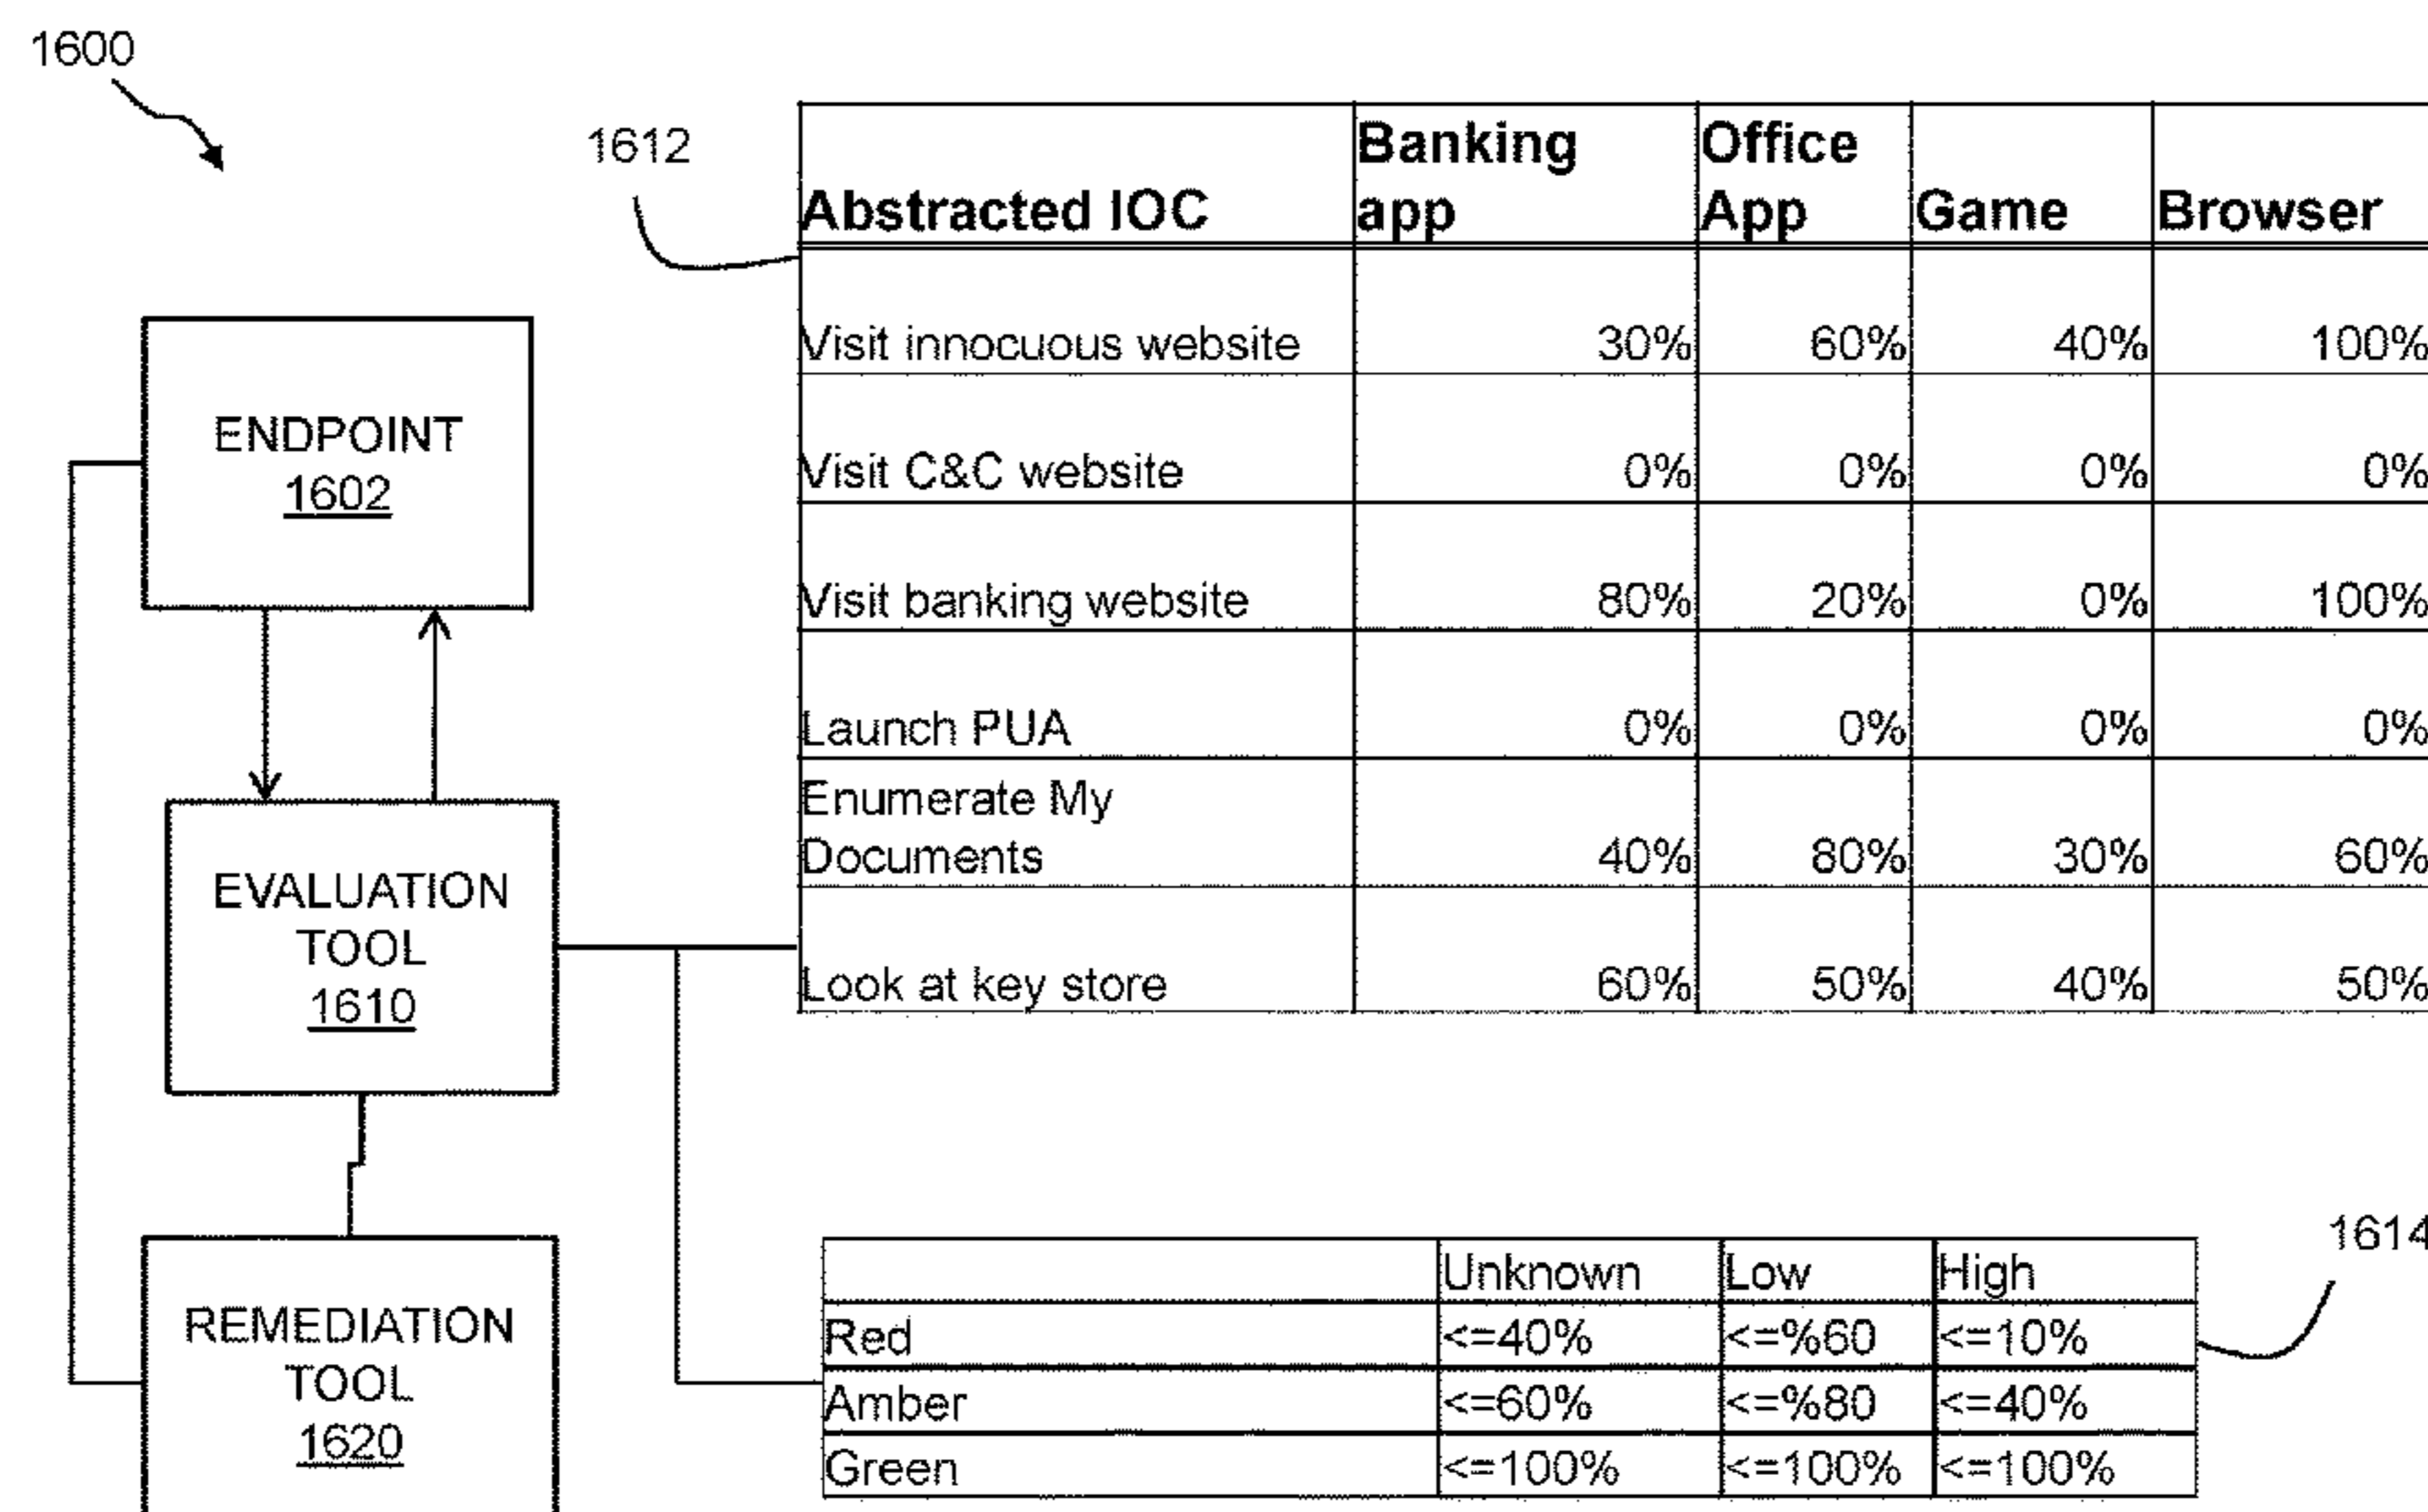 1600
1612
Abstracted IOC Banking app Office App Game Browser
Visit innocuous website 30% 60% 40% 100%
Visit C&C website 0% 0% 0% 0%
Visit banking website 80% 20% 0% 100%
Launch PUA 0% 0% 0% 0%
Enumerate My
Documents 40% 80% 30% 60%
Look at key store 60% 50% 40% 50%
ENDPOINT
1602
EVALUATION
TOOL
1610
REMEDIATION
TOOL
1620
1614
Unknown Low High
Red <=40% <=%60 <=10%
Amber <=60% <=%80 <=40%
Green <=100% <=100% <=100%